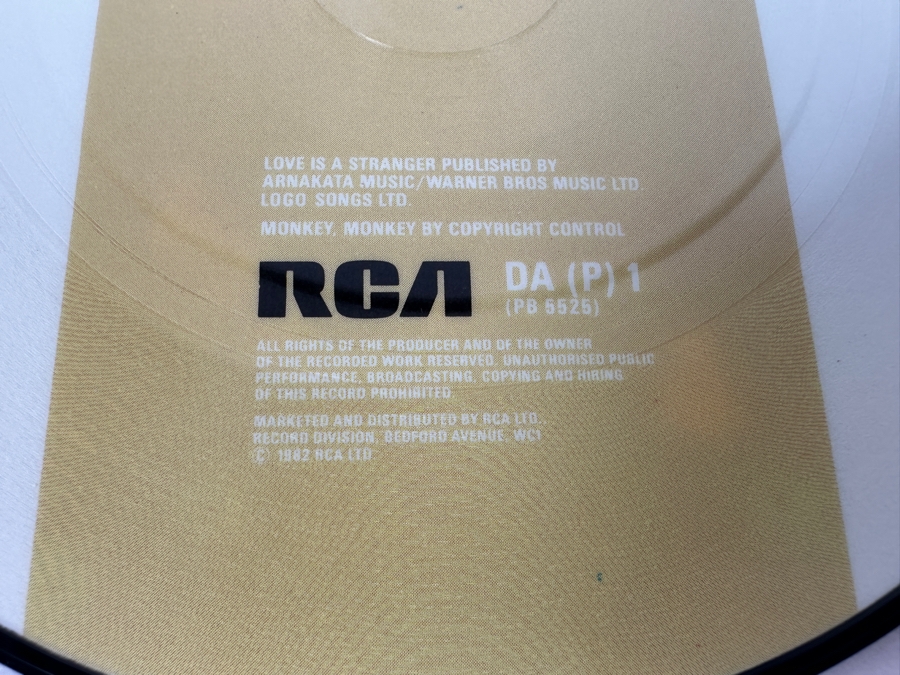 LOVE IS A STRANGER PUBLISHED BY
ARNAKATA MUSIC/WARNER BROS MUSIC LTD.
LOGO SONGS LTD.
MONKEY, MONKEY BY COPYRIGHT CONTROL
RCA DA (P) 1
(PB 5525)
ALL RIGHTS OF THE PRODUCER AND OF THE OWNER
OF THE RECORDED WORK RESERVED. UNAUTHORISED PUBLIC
PERFORMANCE, BROADCASTING, COPYING AND HIRING
OF THIS RECORD PROHIBITED
MARKETED AND DISTRIBUTED BY RCA LTD.,
RECORD DIVISION, BEDFORD AVENUE, WC1
© 1982 RCA LTD